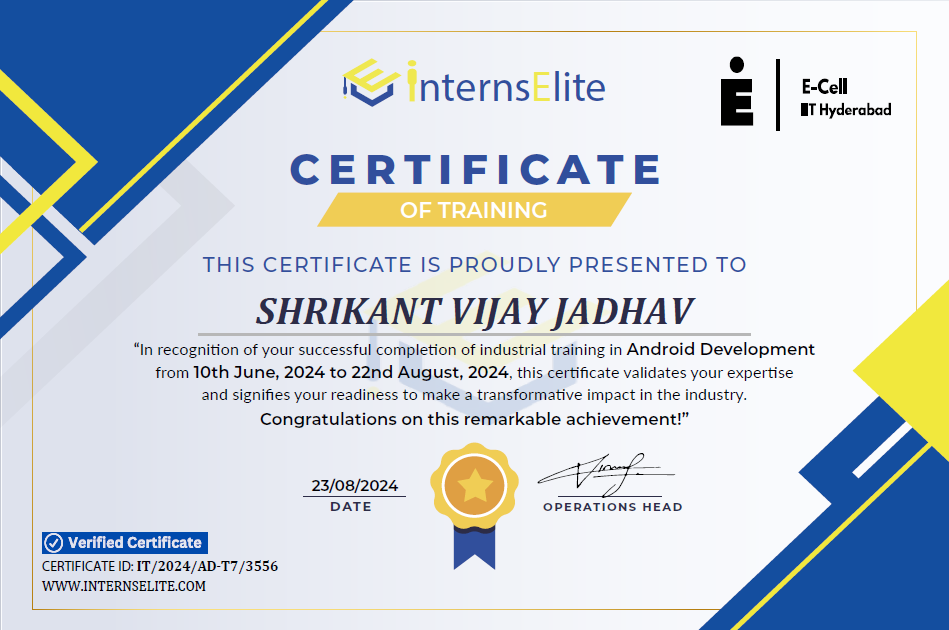 internsElite
E-Cell
IIT Hyderabad
CERTIFICATE
OF TRAINING
THIS CERTIFICATE IS PROUDLY PRESENTED TO
SHRIKANT VIJAY JADHAV
“In recognition of your successful completion of industrial training in Android Development
from 10th June, 2024 to 22nd August, 2024, this certificate validates your expertise
and signifies your readiness to make a transformative impact in the industry.
Congratulations on this remarkable achievement!”
23/08/2024
DATE
OPERATIONS HEAD
Verified Certificate
CERTIFICATE ID: IT/2024/AD-T7/3556
WWW.INTERNSELITE.COM